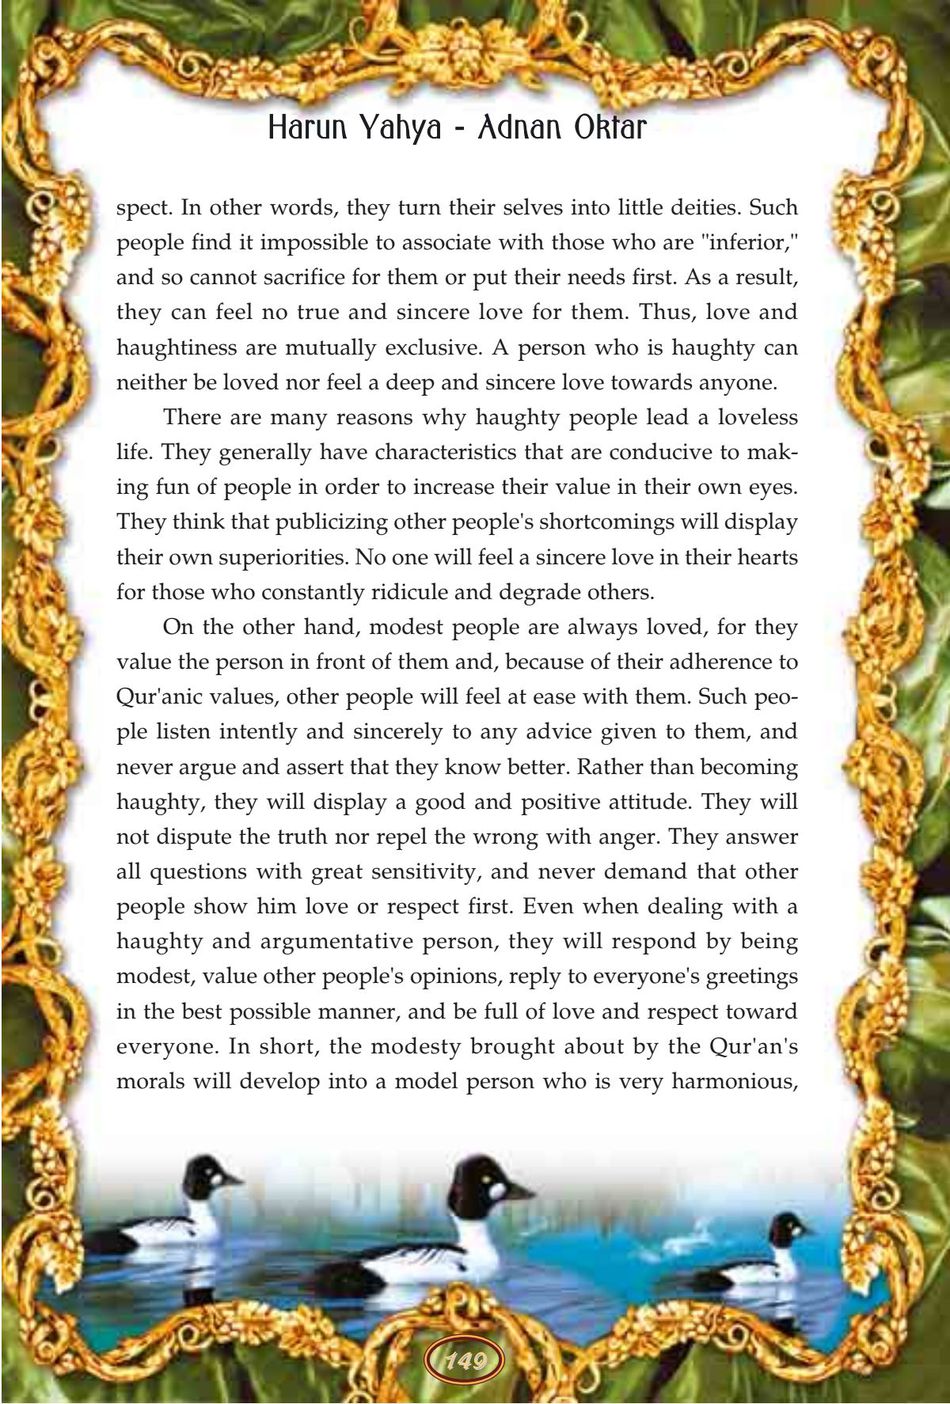 Harun Yahya - Adnan Oktar
spect. In other words, they turn their selves into little deities. Such
people find it impossible to associate with those who are "inferior,"
and so cannot sacrifice for them or put their needs first. As a result,
they can feel no true and sincere love for them. Thus, love and
haughtiness are mutually exclusive. A person who is haughty can
neither be loved nor feel a deep and sincere love towards anyone.
There are many reasons why haughty people lead a loveless
life. They generally have characteristics that are conducive to mak-
ing fun of people in order to increase their value in their own eyes.
They think that publicizing other people's shortcomings will display
their own superiorities. No one will feel a sincere love in their hearts
for those who constantly ridicule and degrade others.
On the other hand, modest people are always loved, for they
value the person in front of them and, because of their adherence to
Qur'anic values, other people will feel at ease with them. Such peo-
ple listen intently and sincerely to any advice given to them, and
never argue and assert that they know better. Rather than becoming
haughty, they will display a good and positive attitude. They will
not dispute the truth nor repel the wrong with anger. They answer
all questions with great sensitivity, and never demand that other
people show him love or respect first. Even when dealing with a
haughty and argumentative person, they will respond by being
modest, value other people's opinions, reply to everyone's greetings
in the best possible manner, and be full of love and respect toward
everyone. In short, the modesty brought about by the Qur'an's
morals will develop into a model person who is very harmonious,
149